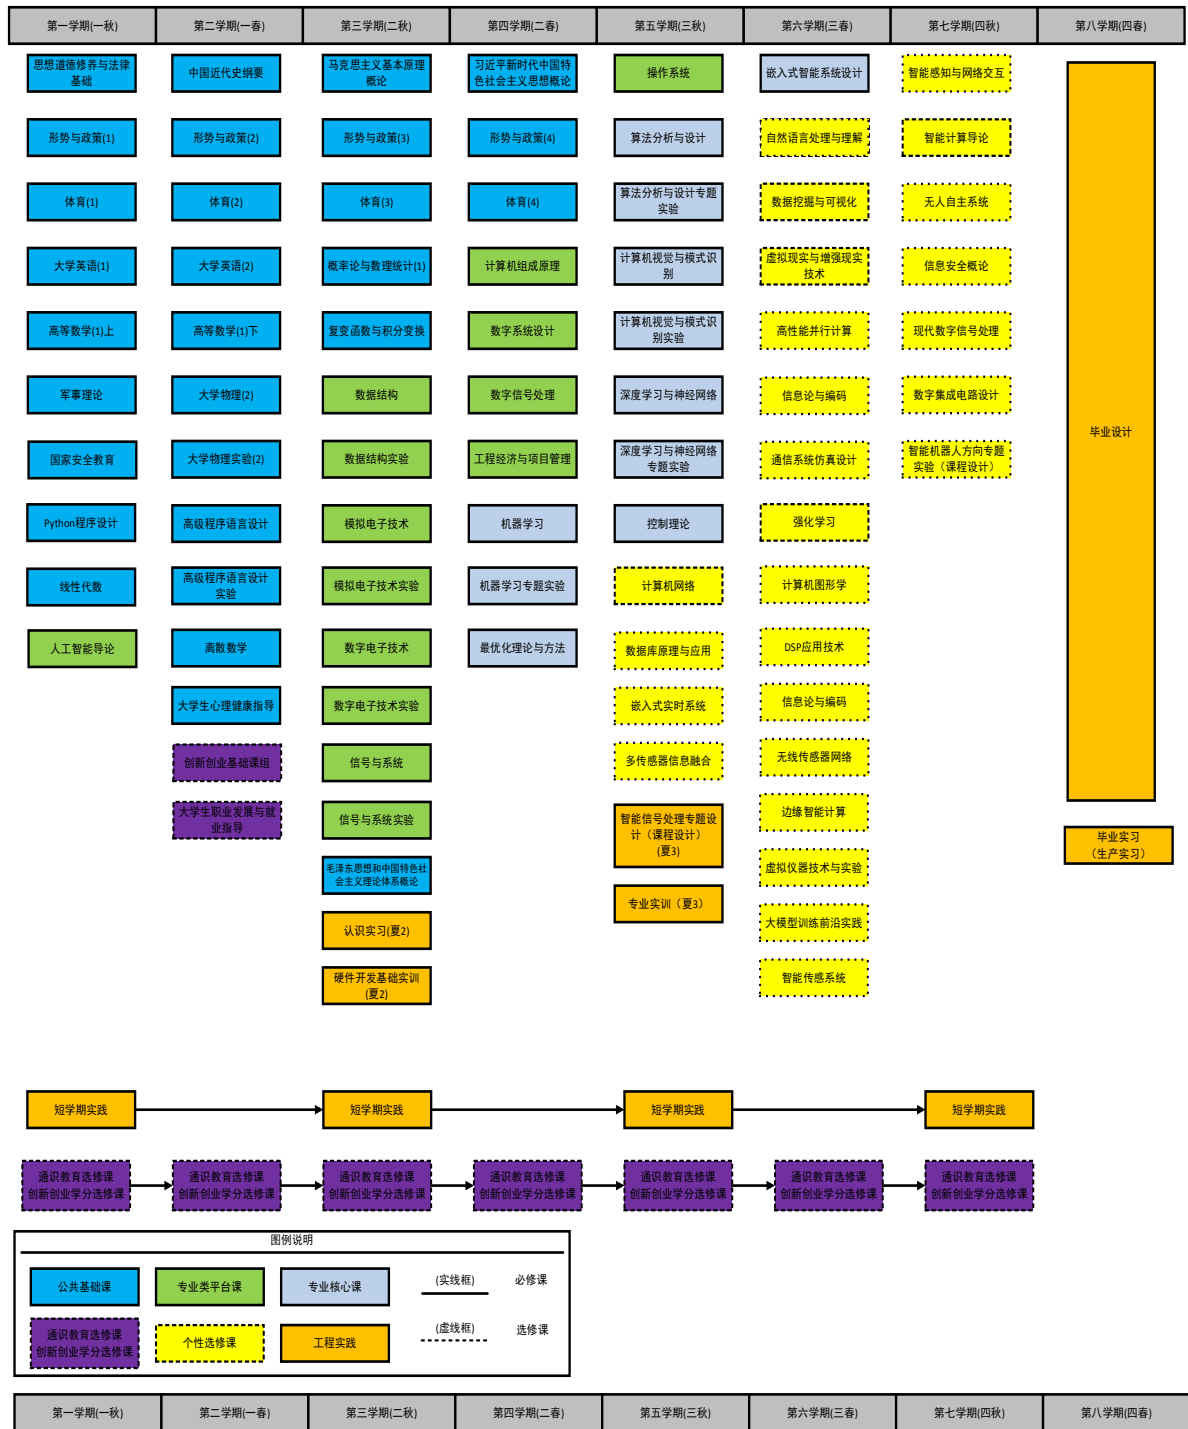 第一学期(一秋)
第二学期(一春)
第三学期(二秋)
第四学期(二春)
第五学期(三秋)
第六学期(三春)
第七学期(四秋)
第八学期(四春)
思想道德修养与法律
基础
形势与政策(1)
体育(1)
大学英语(1)
高等数学(1)上
军事理论
国家安全教育
Python程序设计
线性代数
人工智能导论
中国近代史纲要
形势与政策(2)
体育(2)
大学英语(2)
高等数学(1)下
大学物理(2)
大学物理实验(2)
高级程序语言设计
高级程序语言设计
实验
离散数学
大学生心理健康指导
创新创业基础课组
大学生职业发展与就
业指导
马克思主义基本原理
概论
形势与政策(3)
体育(3)
概率论与数理统计(1)
复变函数与积分变换
数据结构
数据结构实验
模拟电子技术
模拟电子技术实验
数字电子技术
数字电子技术实验
信号与系统
信号与系统实验
毛泽东思想和中国特色社
会主义理论体系概论
认识实习(夏2)
硬件开发基础实训
(夏2)
习近平新时代中国特
色社会主义思想概论
形势与政策(4)
体育(4)
计算机组成原理
数字系统设计
数字信号处理
工程经济与项目管理
机器学习
机器学习专题实验
最优化理论与方法
操作系统
算法分析与设计
算法分析与设计专题
实验
计算机视觉与模式识
别
计算机视觉与模式识
别实验
深度学习与神经网络
深度学习与神经网络
专题实验
控制理论
计算机网络
数据库原理与应用
嵌入式实时系统
多传感器信息融合
智能信号处理专题设
计（课程设计）
(夏3)
专业实训（夏3）
嵌入式智能系统设计
自然语言处理与理解
数据挖掘与可视化
虚拟现实与增强现实
技术
高性能并行计算
信息论与编码
通信系统仿真设计
强化学习
计算机图形学
DSP应用技术
信息论与编码
无线传感器网络
边缘智能计算
虚拟仪器技术与实验
大模型训练前沿实践
智能传感系统
智能感知与网络交互
智能计算导论
无人自主系统
信息安全概论
现代数字信号处理
数字集成电路设计
智能机器人方向专题
实验（课程设计）
毕业设计
毕业实习
（生产实习）
短学期实践
短学期实践
短学期实践
短学期实践
通识教育选修课
创新创业学分选修课
通识教育选修课
创新创业学分选修课
通识教育选修课
创新创业学分选修课
通识教育选修课
创新创业学分选修课
通识教育选修课
创新创业学分选修课
通识教育选修课
创新创业学分选修课
通识教育选修课
创新创业学分选修课
图例说明
公共基础课
专业类平台课
专业核心课
(实线框)
必修课
通识教育选修课
创新创业学分选修课
个性选修课
工程实践
(虚线框)
选修课
第一学期(一秋)
第二学期(一春)
第三学期(二秋)
第四学期(二春)
第五学期(三秋)
第六学期(三春)
第七学期(四秋)
第八学期(四春)